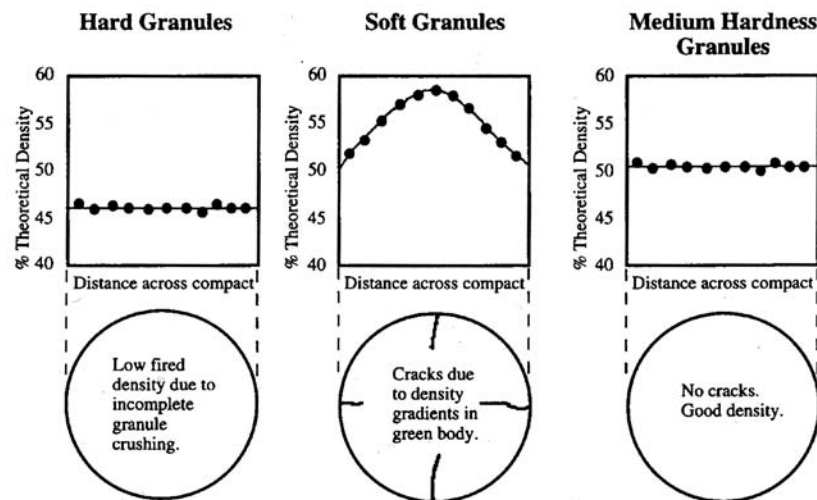 Hard Granules
Soft Granules
Medium Hardness
Granules
% Theoretical Density
60
55
50
45
40
Distance across compact
% Theoretical Density
60
55
50
45
40
Distance across compact
% Theoretical Density
60
55
50
45
40
Distance across compact
Low fired
density due to
incomplete
granule
crushing.
Cracks due
to density
gradients in
green body.
No cracks.
Good density.